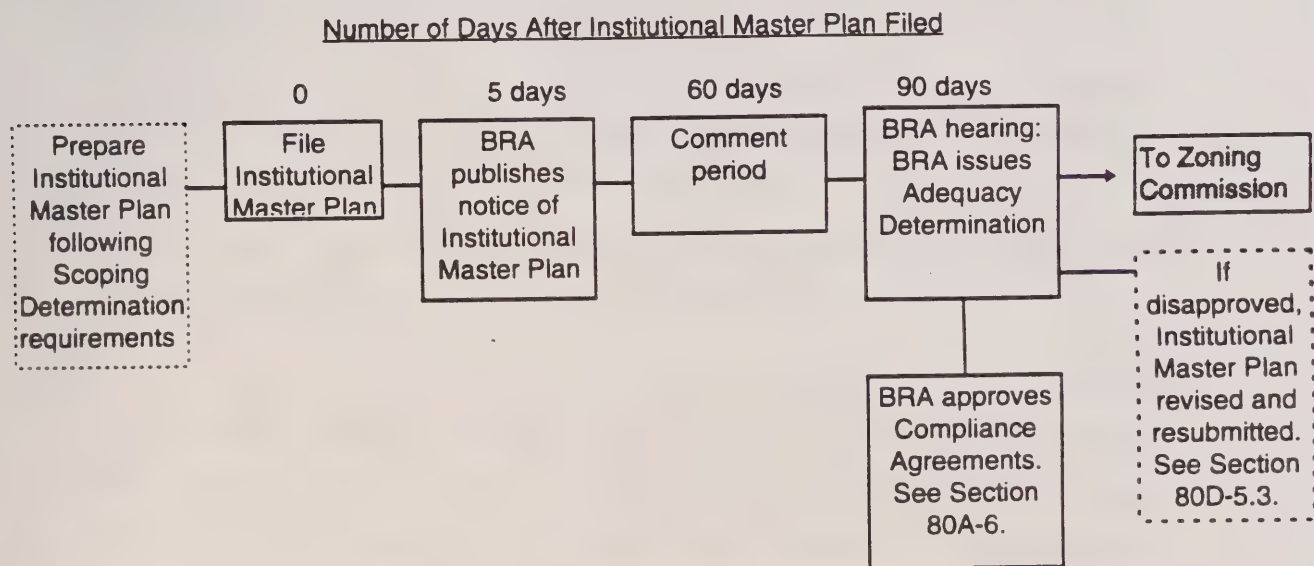 Number of Days After Institutional Master Plan Filed
0
5 days
60 days
90 days
Prepare
Institutional
Master Plan
following
Scoping
Determination
requirements
File
Institutional
Master Plan
BRA
publishes
notice of
Institutional
Master Plan
Comment
period
BRA hearing:
BRA issues
Adequacy
Determination
To Zoning
Commission
If
disapproved,
Institutional
Master Plan
revised and
resubmitted.
See Section
80D-5.3.
BRA approves
Compliance
Agreements.
See Section
80A-6.